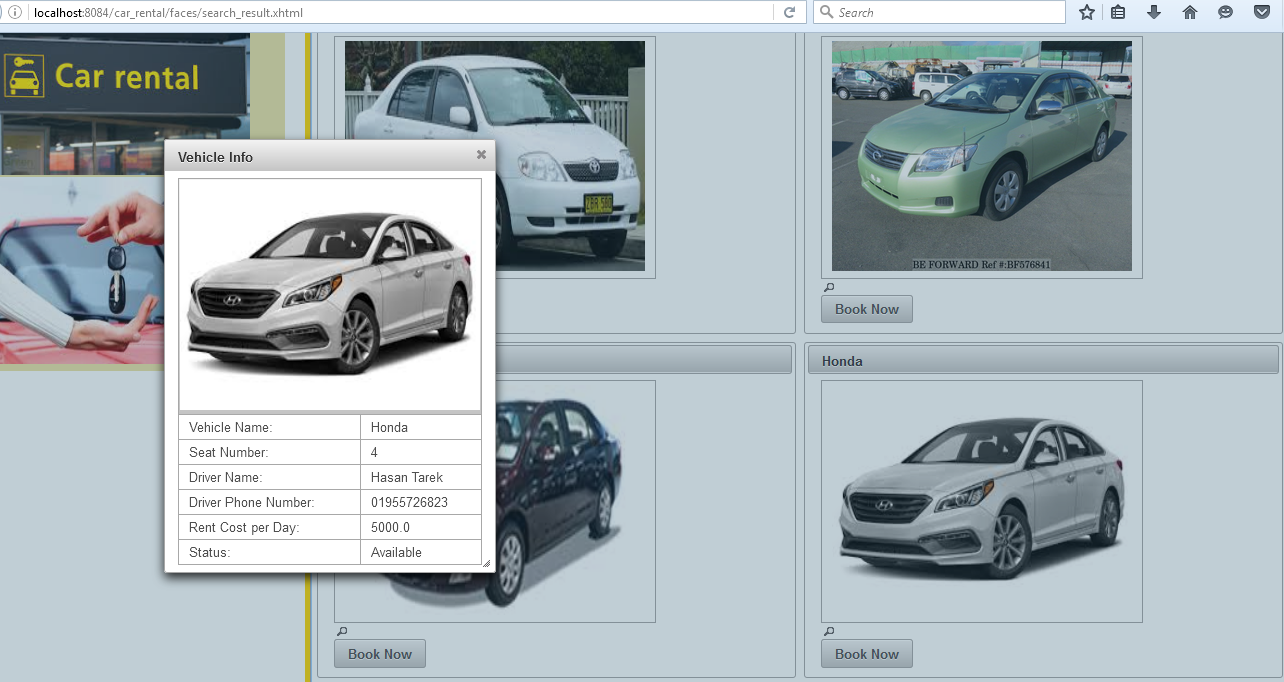 localhost:8084/car_rental/faces/search_result.xhtml
Search
Car rental
BE FORWARD Ref #:BF576841
Book Now
Vehicle Info
Vehicle Name: Honda
Seat Number: 4
Driver Name: Hasan Tarek
Driver Phone Number: 01955726823
Rent Cost per Day: 5000.0
Status: Available
Honda
Book Now
Book Now